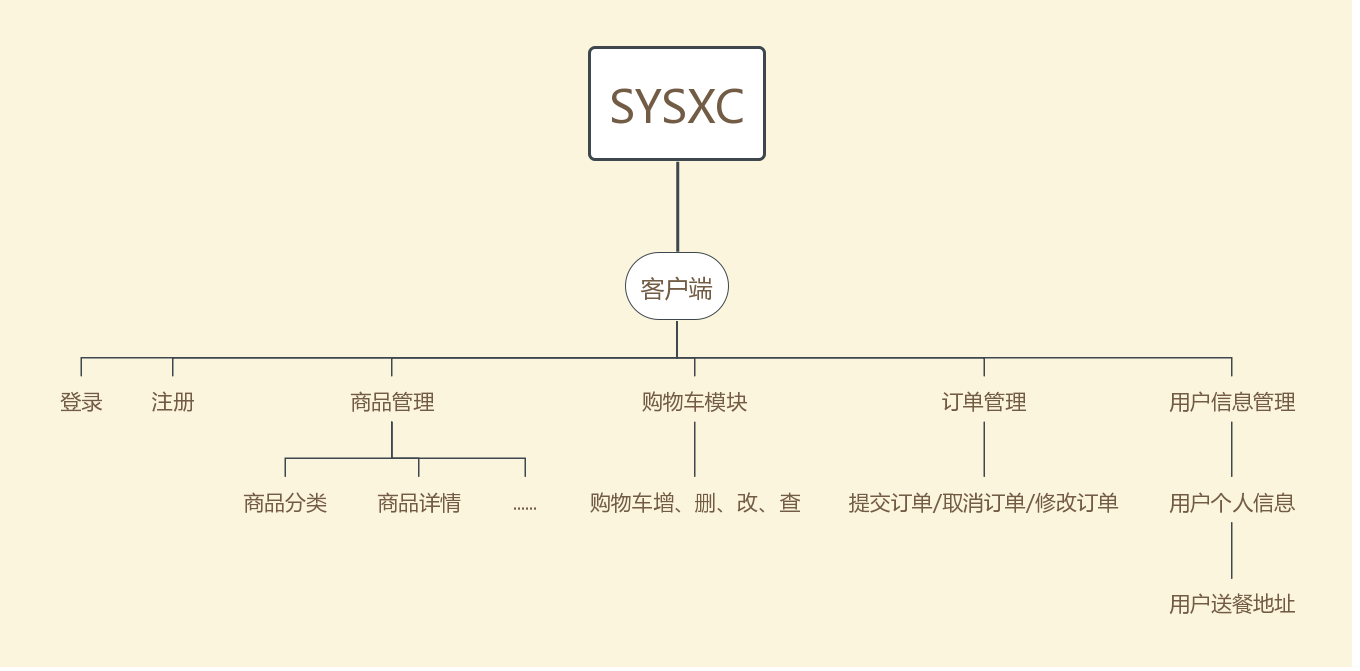 SYSXC
客户端
登录
注册
商品管理
购物车模块
订单管理
用户信息管理
商品分类
商品详情
......
购物车增、删、改、查
提交订单/取消订单/修改订单
用户个人信息
用户送餐地址